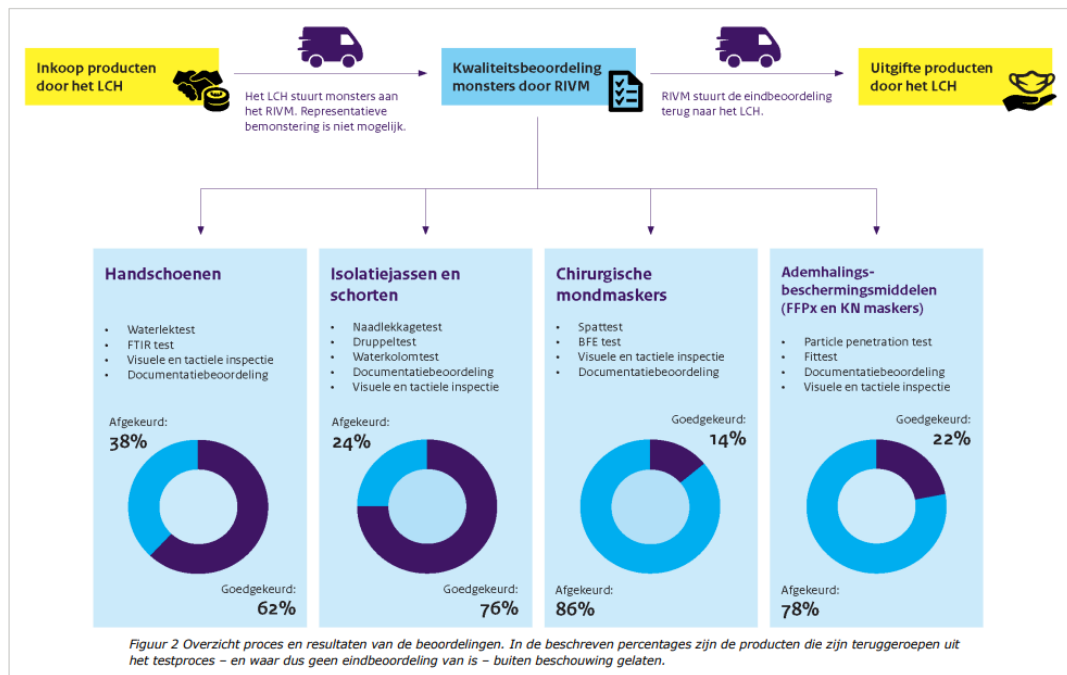 Inkoop producten
door het LCH
Het LCH stuurt monsters aan
het RIVM. Representatieve
bemonstering is niet mogelijk.
Kwaliteitsbeoordeling
monsters door RIVM
RIVM stuurt de eindbeoordeling
terug naar het LCH.
Uitgifte producten
door het LCH
Handschoenen
• Waterlektest
• FTIR test
• Visuele en tactiele inspectie
• Documentatiebeoordeling
Afgekeurd:
38%
Goedgekeurd:
62%
Isolatiejassen en
schorten
• Naadlekkagetest
• Druppeltest
• Waterkolomtest
• Documentatiebeoordeling
• Visuele en tactiele inspectie
Afgekeurd:
24%
Goedgekeurd:
76%
Chirurgische
mondmaskers
• Spattest
• BFE test
• Visuele en tactiele inspectie
• Documentatiebeoordeling
Goedgekeurd:
14%
Afgekeurd:
86%
Ademhalings-
beschermingsmiddelen
(FFPx en KN maskers)
• Particle penetration test
• Fittest
• Documentatiebeoordeling
• Visuele en tactiele inspectie
Goedgekeurd:
22%
Afgekeurd:
78%
Figuur 2 Overzicht proces en resultaten van de beoordelingen. In de beschreven percentages zijn de producten die zijn teruggeroepen uit
het testproces – en waar dus geen eindbeoordeling van is – buiten beschouwing gelaten.